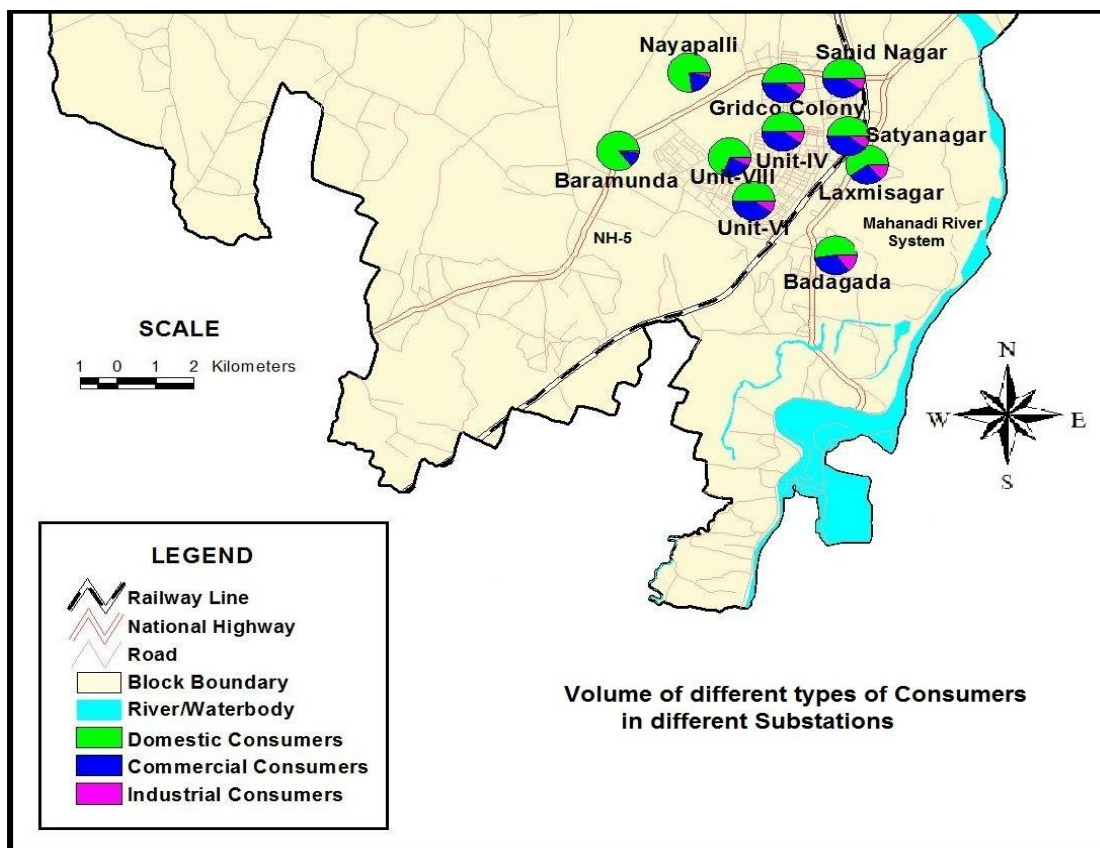 Nayapalli
Sahid Nagar
Gridco Colony
Satyanagar
Unit-IV
Baramunda
Unit-VIII
Laxmisagar
Unit-VI
NH-5
Mahanadi River
System
Badagada
SCALE
1 0 1 2 Kilometers
N
W E
S
LEGEND
Railway Line
National Highway
Road
Block Boundary
River/Waterbody
Domestic Consumers
Commercial Consumers
Industrial Consumers
Volume of different types of Consumers
in different Substations